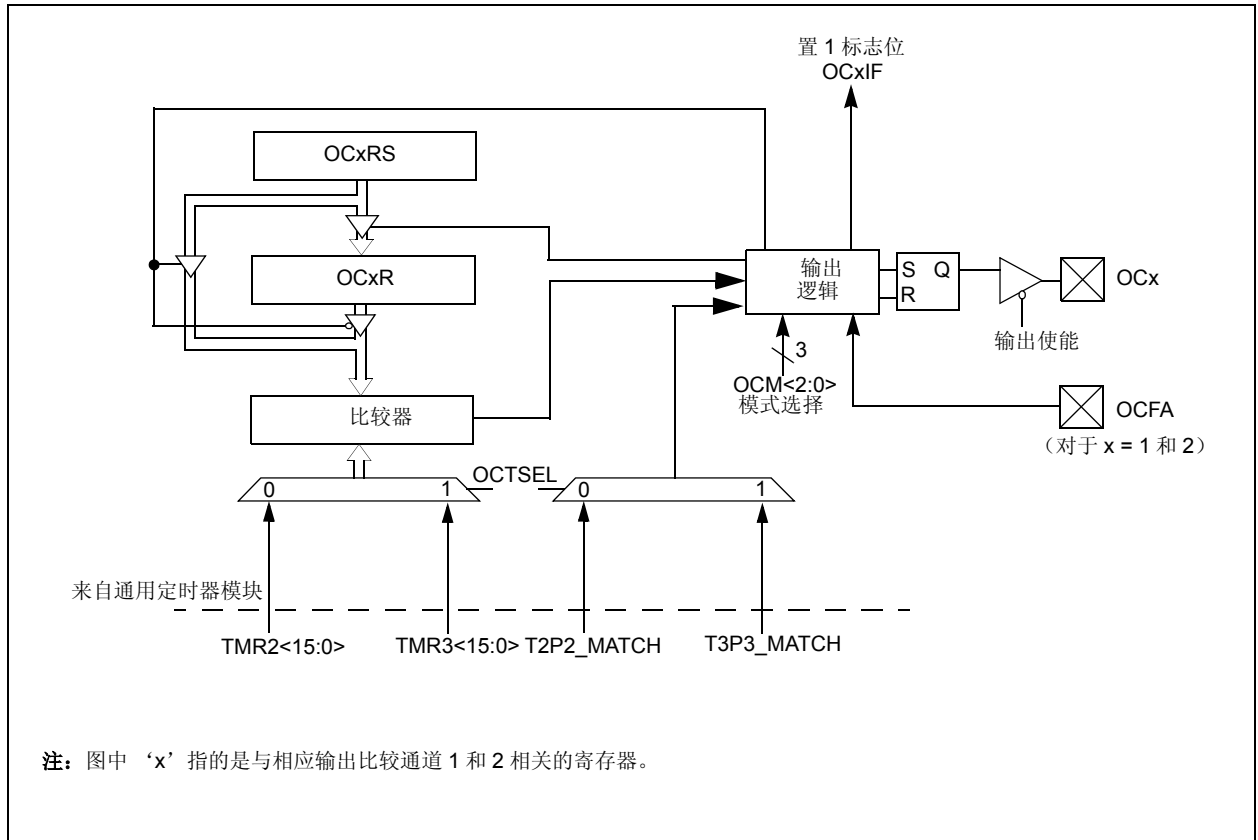 置 1 标志位
OCxIF
OCxRS
OCxR
输出
逻辑
S Q
R
OCx
输出使能
3
OCM<2:0>
模式选择
OCFA
（对于 x = 1 和 2）
比较器
OCTSEL
0 1
0 1
来自通用定时器模块
TMR2<15:0>
TMR3<15:0>
T2P2_MATCH
T3P3_MATCH
注：图中 ‘x’ 指的是与相应输出比较通道 1 和 2 相关的寄存器。